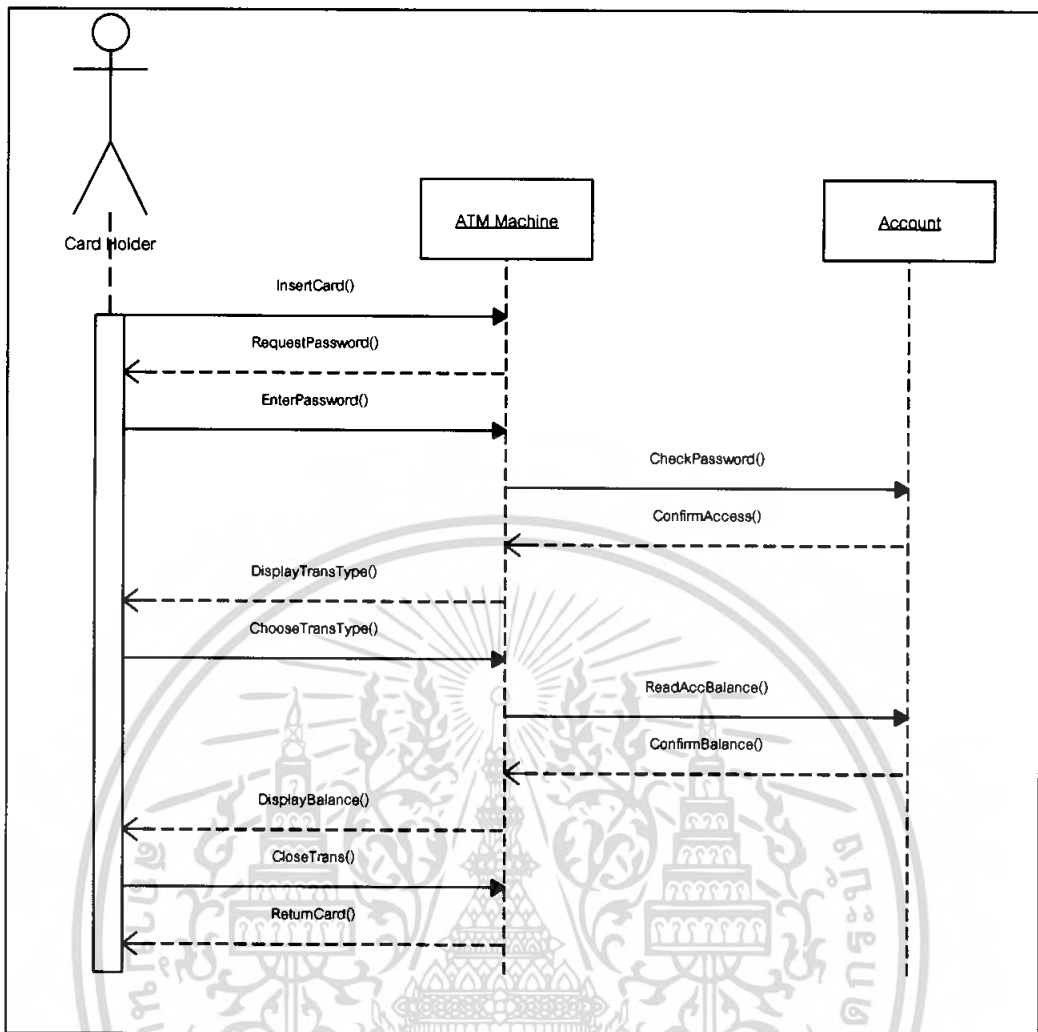 ATM Machine
Account
Card Holder
InsertCard()
RequestPassword()
EnterPassword()
CheckPassword()
ConfirmAccess()
DisplayTransType()
ChooseTransType()
ReadAccBalance()
ConfirmBalance()
DisplayBalance()
CloseTrans()
ReturnCard()